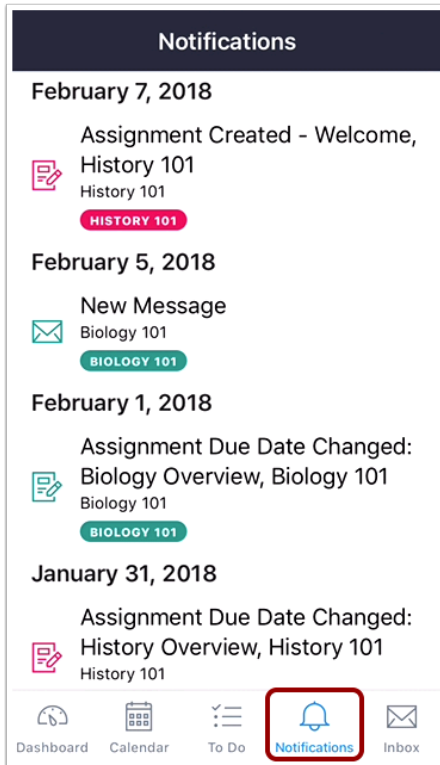 Notifications
February 7, 2018
Assignment Created - Welcome,
History 101
History 101
HISTORY 101
February 5, 2018
New Message
Biology 101
BIOLOGY 101
February 1, 2018
Assignment Due Date Changed:
Biology Overview, Biology 101
Biology 101
BIOLOGY 101
January 31, 2018
Assignment Due Date Changed:
History Overview, History 101
History 101
Dashboard Calendar To Do Notifications Inbox